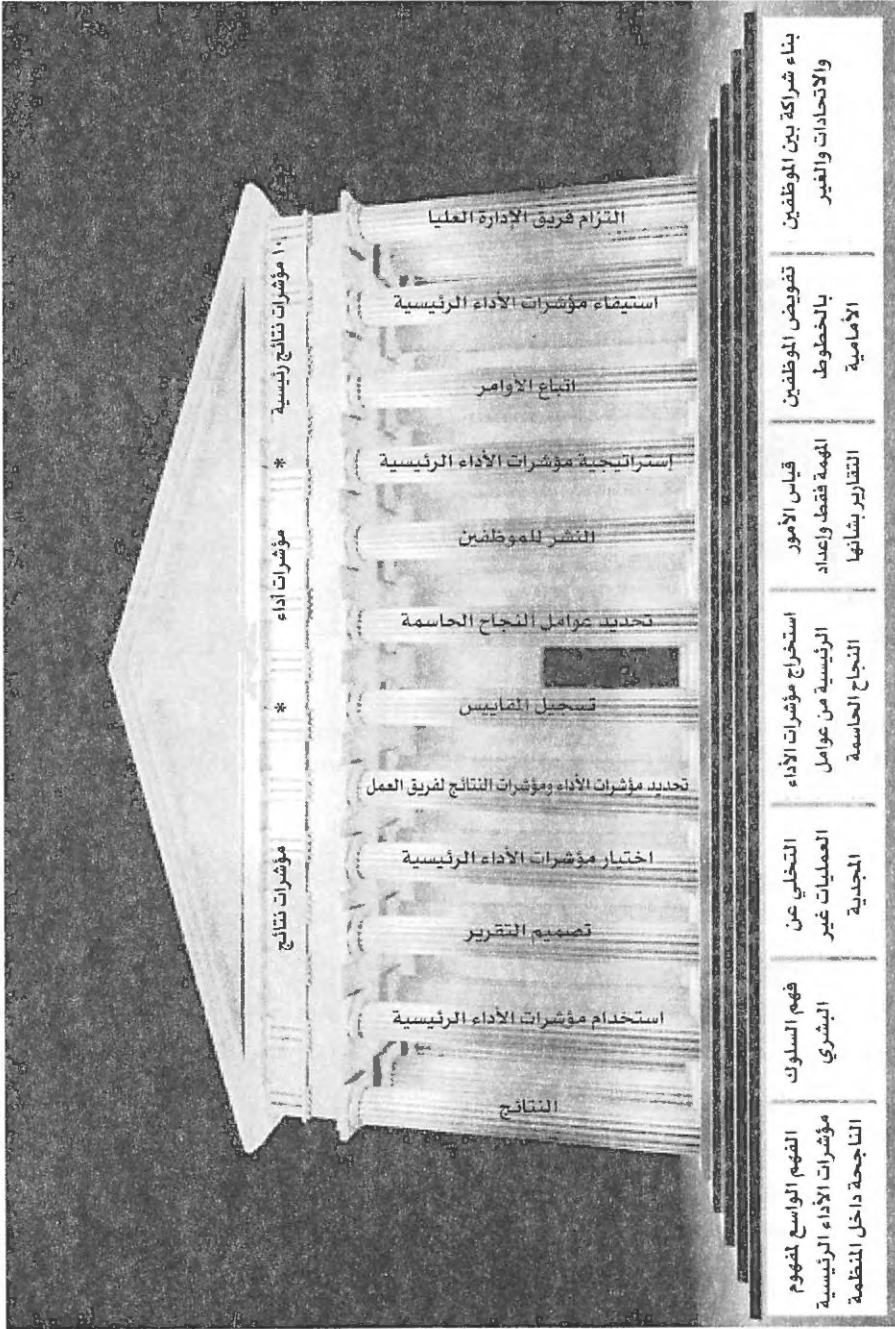 ١٠ مؤشرات نتائج رئيسية * مؤشرات أداء * مؤشرات نتائج
التزام فريق الإدارة العليا
استيفاء مؤشرات الأداء الرئيسية
اتباع الأوامر
إستراتيجية مؤشرات الأداء الرئيسية
النشر للموظفين
تحديد عوامل النجاح الحاسمة
تسجيل المقاييس
تحديد مؤشرات الأداء ومؤشرات النتائج لفريق العمل
اختيار مؤشرات الأداء الرئيسية
تصميم التقرير
استخدام مؤشرات الأداء الرئيسية
النتائج
بناء شراكة بين الموظفين
والاتحادات والغير
تفويض الموظفين
بالخطوط
الأمامية
قياس الأمور
المهمة فقط وإعداد
التقارير بشأنها
استخراج مؤشرات الأداء
الرئيسية من عوامل
النجاح الحاسمة
التخلي عن
العمليات غير
المجدية
فهم السلوك
البشري
الفهم الواسع لمفهوم
مؤشرات الأداء الرئيسية
الناجحة داخل المنظمة